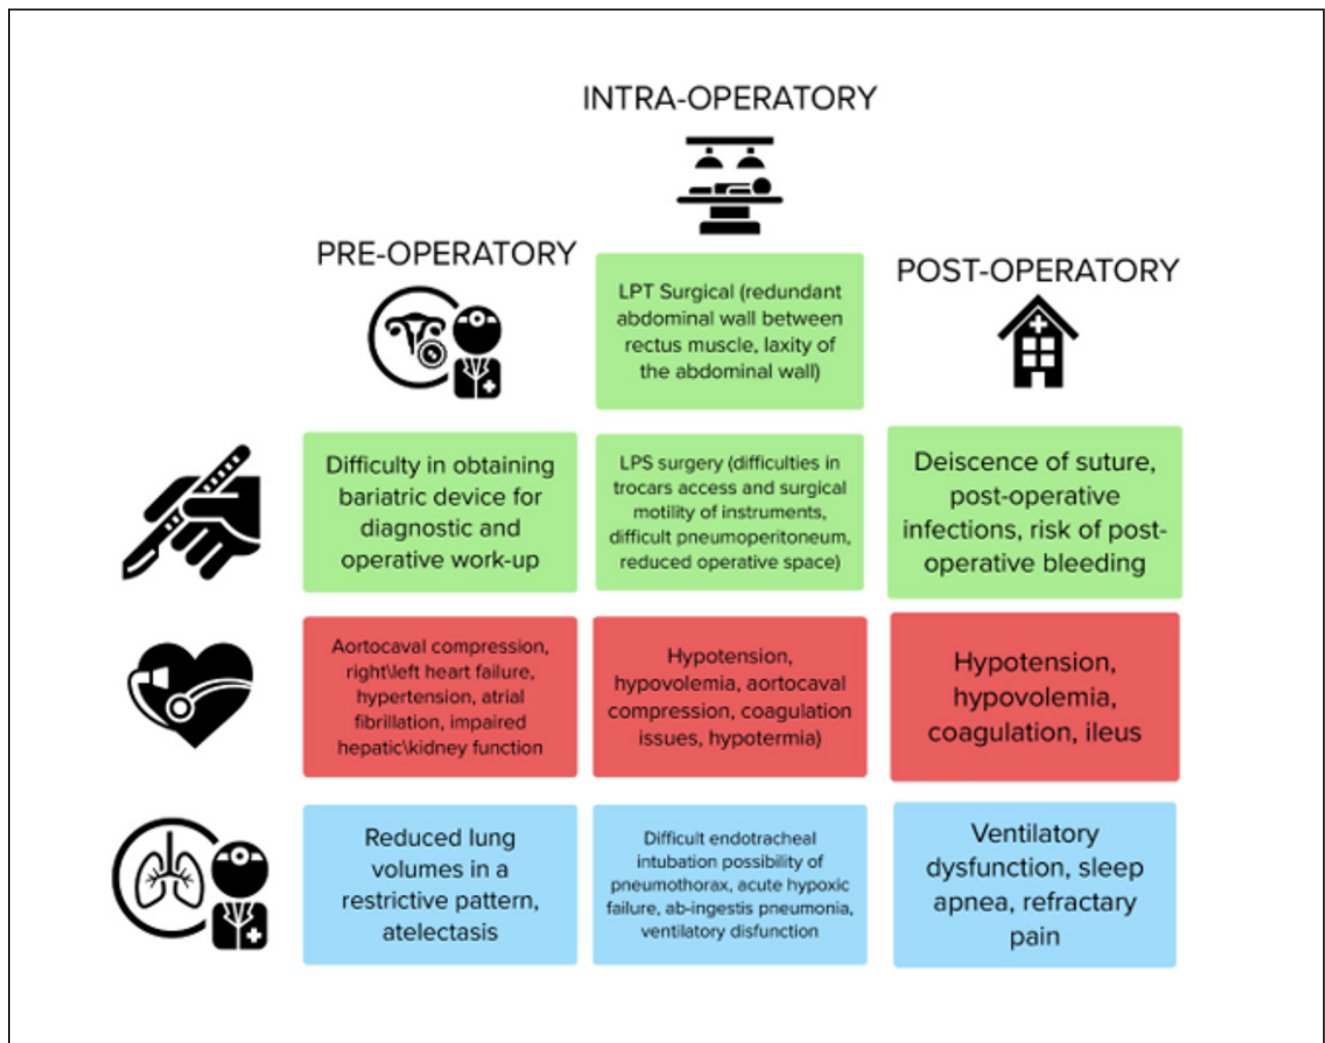 INTRA-OPERATORY
PRE-OPERATORY
POST-OPERATORY
LPT Surgical (redundant
abdominal wall between
rectus muscle, laxity of
the abdominal wall)
Difficulty in obtaining
bariatric device for
diagnostic and
operative work-up
LPS surgery (difficulties in
trocars access and surgical
motility of instruments,
difficult pneumoperitoneum,
reduced operative space)
Deiscence of suture,
post-operative
infections, risk of post-
operative bleeding
Aortocaval compression,
right\left heart failure,
hypertension, atrial
fibrillation, impaired
hepatic\kidney function
Hypotension,
hypovolemia, aortocaval
compression, coagulation
issues, hypotermia)
Hypotension,
hypovolemia,
coagulation, ileus
Reduced lung
volumes in a
restrictive pattern,
atelectasis
Difficult endotracheal
intubation possibility of
pneumothorax, acute hypoxic
failure, ab-ingestis pneumonia,
ventilatory disfunction
Ventilatory
dysfunction, sleep
apnea, refractary
pain